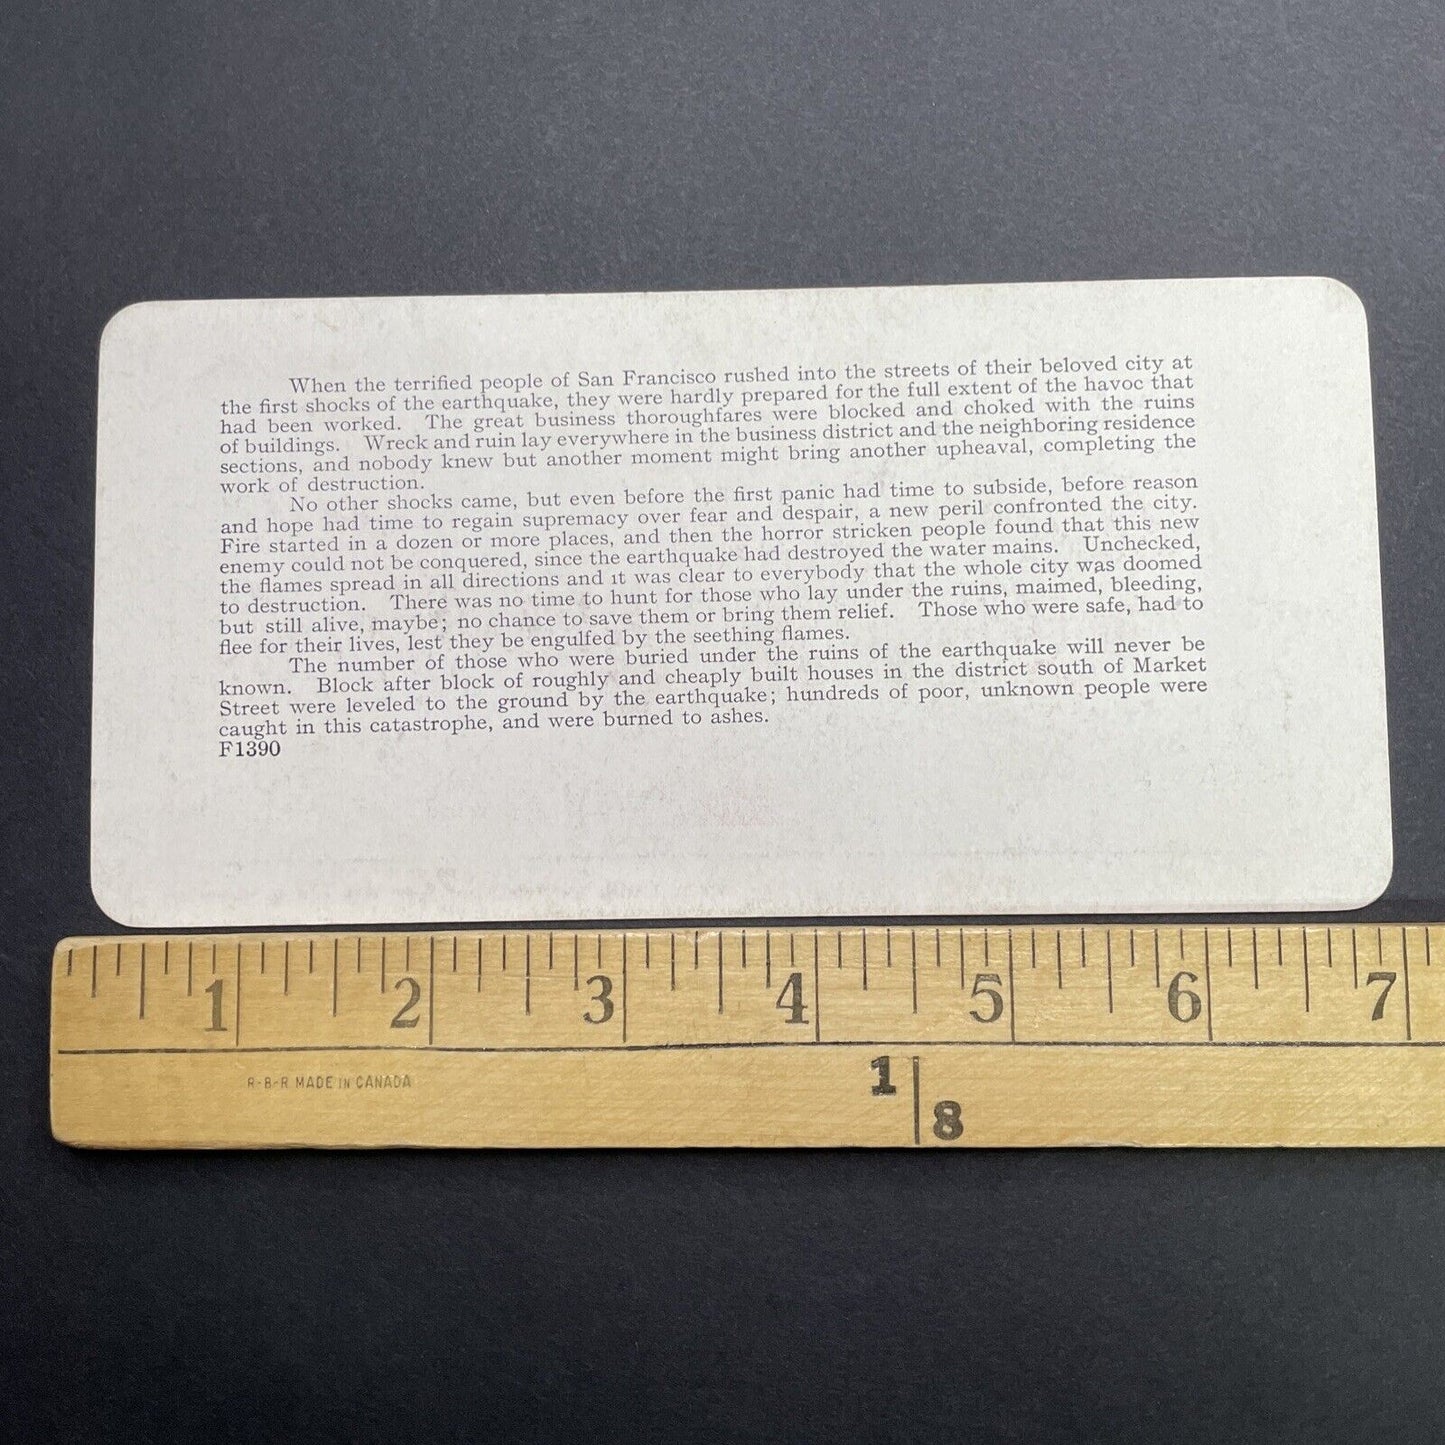 When the terrified people of San Francisco rushed into the streets of their beloved city at
the first shocks of the earthquake, they were hardly prepared for the full extent of the havoc that
had been worked. The great business thoroughfares were blocked and choked with the ruins
of buildings. Wreck and ruin lay everywhere in the business district and the neighboring residence
sections, and nobody knew but another moment might bring another upheaval, completing the
work of destruction.
No other shocks came, but even before the first panic had time to subside, before reason
and hope had time to regain supremacy over fear and despair, a new peril confronted the city.
Fire started in a dozen or more places, and then the horror stricken people found that this new
enemy could not be conquered, since the earthquake had destroyed the water mains. Unchecked,
the flames spread in all directions and it was clear to everybody that the whole city was doomed
to destruction. There was no time to hunt for those who lay under the ruins, maimed, bleeding,
but still alive, maybe; no chance to save them or bring them relief. Those who were safe, had to
flee for their lives, lest they be engulfed by the seething flames.
The number of those who were buried under the ruins of the earthquake will never be
known. Block after block of roughly and cheaply built houses in the district south of Market
Street were leveled to the ground by the earthquake; hundreds of poor, unknown people were
caught in this catastrophe, and were burned to ashes.
F1390
1 2 3 4 5 6 7
R-B-R MADE IN CANADA
1 8